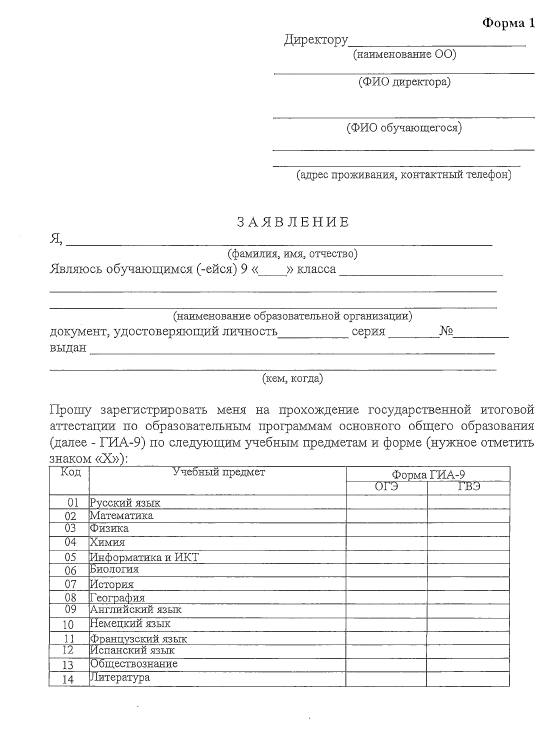 Форма 1
Директору
(наименование ОО)
(ФИО директора)
(ФИО обучающегося)
(адрес проживания, контактный телефон)
ЗАЯВЛЕНИЕ
Я,
(фамилия, имя, отчество)
Являюсь обучающимся (-ейся) 9 «____» класса
(наименование образовательной организации)
документ, удостоверяющий личность___________ серия ________№_________
выдан
(кем, когда)
Прошу зарегистрировать меня на прохождение государственной итоговой
аттестации по образовательным программам основного общего образования
(далее - ГИА-9) по следующим учебным предметам и форме (нужное отметить
знаком «Х»):
Код Учебный предмет Форма ГИА-9
ОГЭ ГВЭ
01 Русский язык
02 Математика
03 Физика
04 Химия
05 Информатика и ИКТ
06 Биология
07 История
08 География
09 Английский язык
10 Немецкий язык
11 Французский язык
12 Испанский язык
13 Обществознание
14 Литература